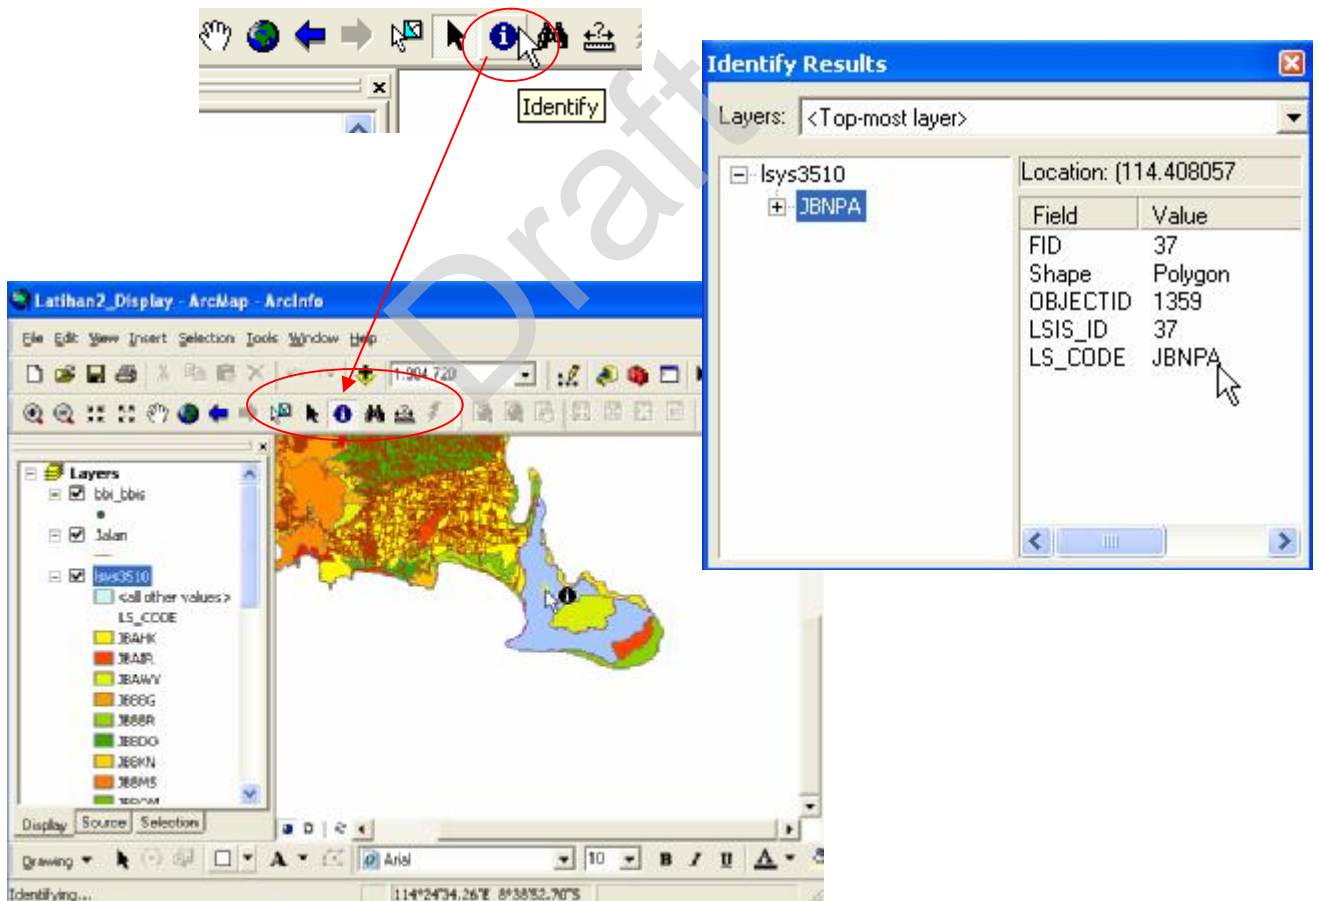 Identify
Draft
Identify Results
Layers: <Top-most layer>
lsys3510
JBNPA
Location: (114.408057
Field Value
FID 37
Shape Polygon
OBJECTID 1359
LSIS_ID 37
LS_CODE JBNPA
Latihan2_Display - ArcMap - ArcInfo
File Edit View Insert Selection Tools Window Help
Layers
bbi_bbis
Jalan
lsys3510
<all other values>
LS_CODE
JBAHK
JBAIR
JBAWY
JBBBG
JBBBR
JBBDG
JBBKN
JBBMS
Display Source Selection
Drawing A Arial 10 B I U A
Identifying... 114°24'34.26"E 8°38'52.70"S